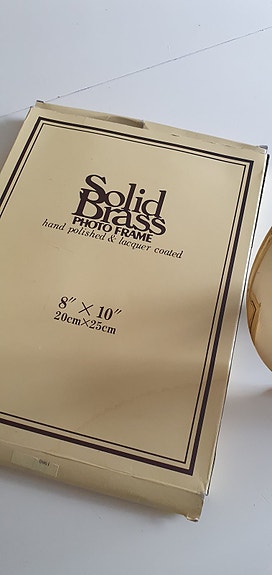 Solid
Brass
PHOTO FRAME
hand polished & lacquer coated
8" × 10"
20cm×25cm